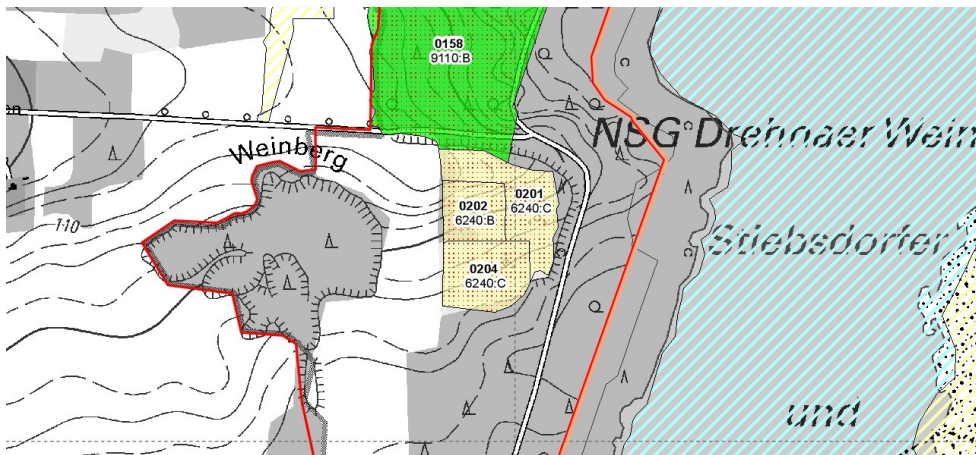 0158
9110:B
NSG Drehnaer Wein
Weinberg
0201
6240:C
0202
6240:B
110
Stiebsdorfer
0204
6240:C
und